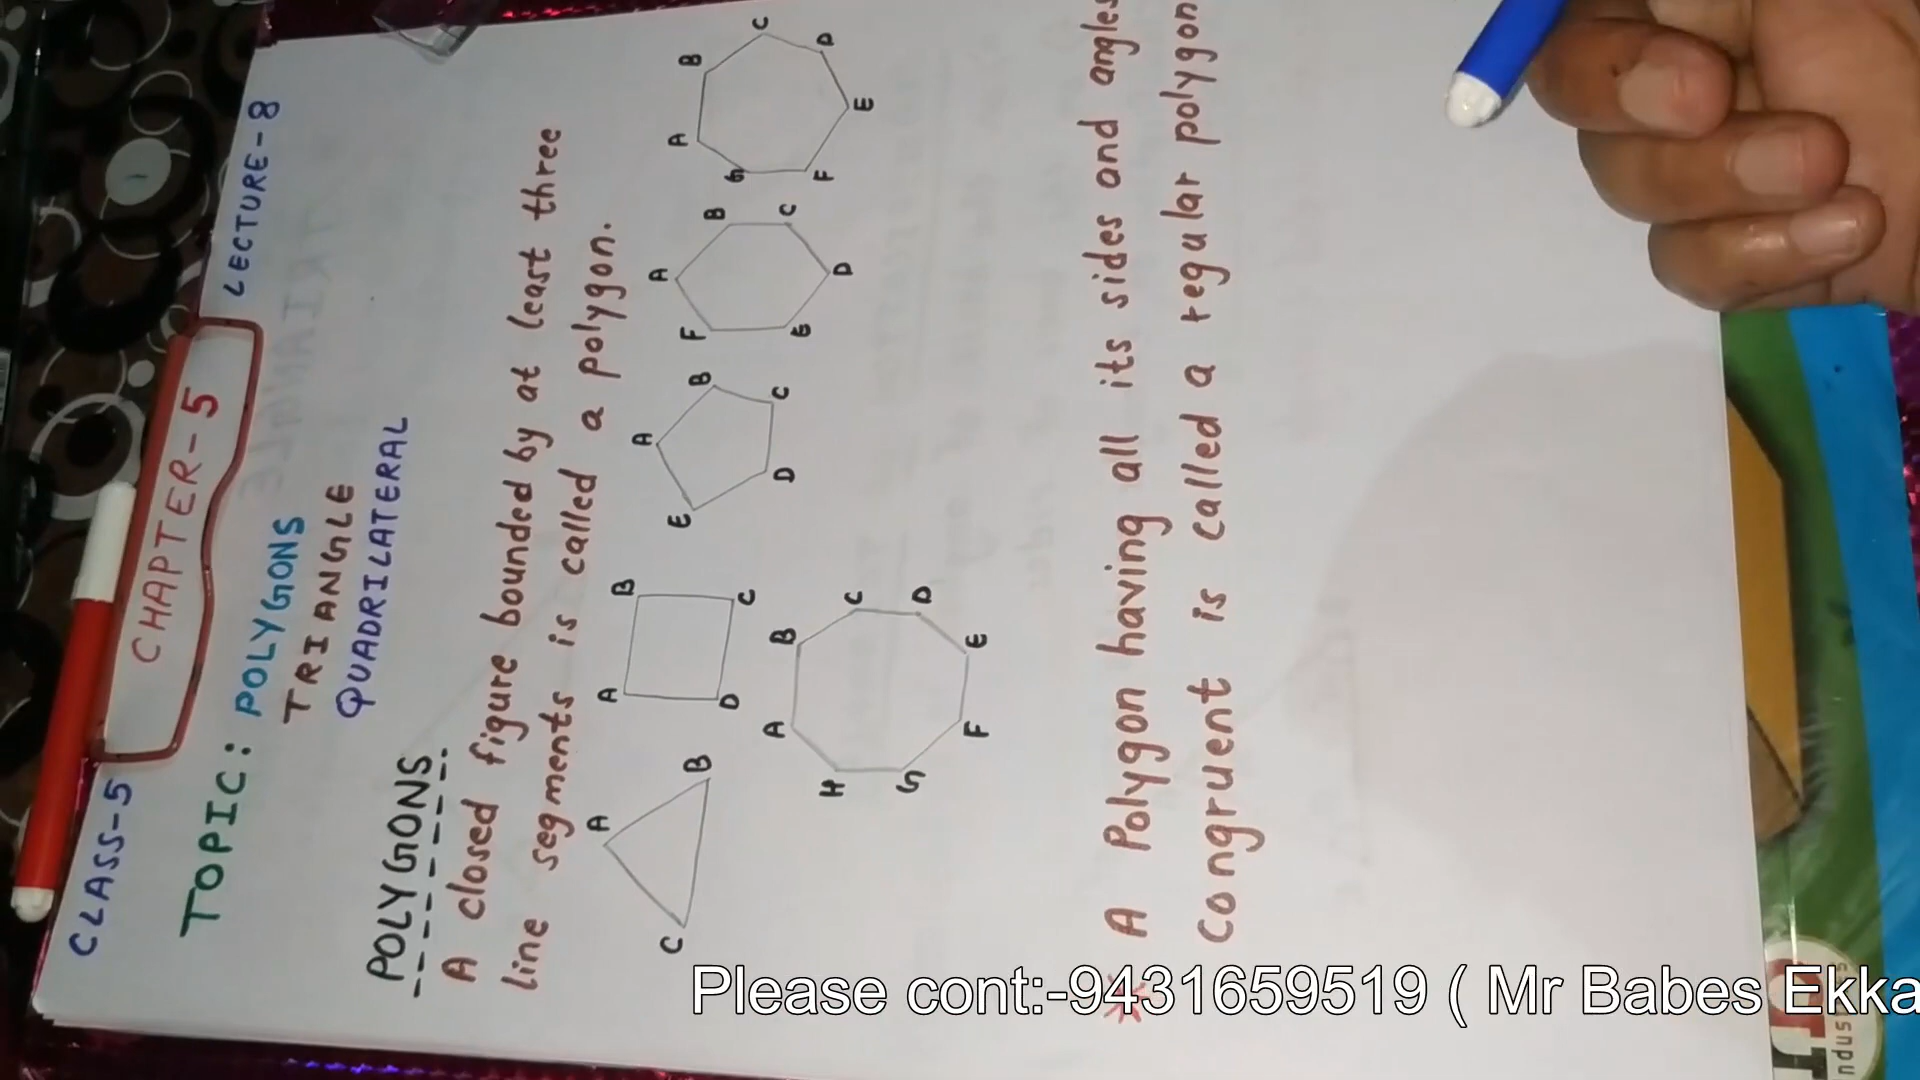 CLASS-5
CHAPTER-5
LECTURE-8
TOPIC: POLYGONS
TRIANGLE
QUADRILATERAL
POLYGONS
A closed figure bounded by at least three
line segments is called a polygon.
A
B
C
A
B
C
D
A
B
C
D
E
A
B
C
D
E
F
A
B
C
D
E
F
G
A
B
C
D
E
F
G
H
* A Polygon having all its sides and angles
Congruent is called a regular polygon
Please cont:-9431659519 ( Mr Babes Ekka